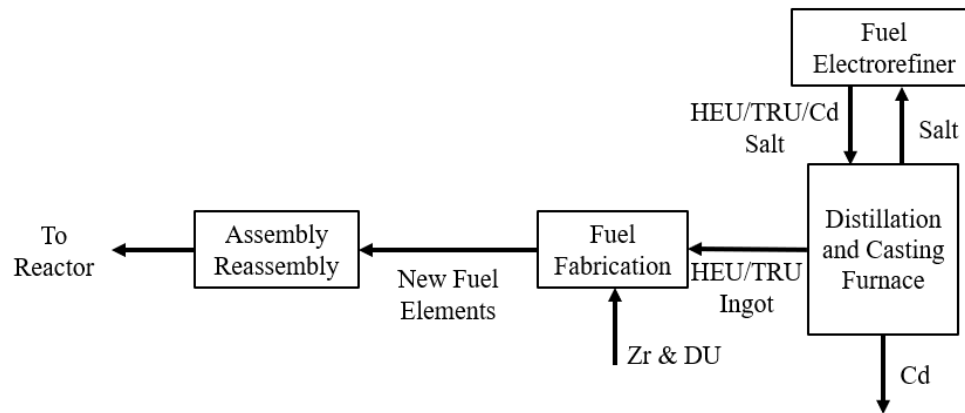 Fuel
Electrorefiner
HEU/TRU/Cd
Salt
Salt
To
Reactor
Assembly
Reassembly
New Fuel
Elements
Fuel
Fabrication
HEU/TRU
Ingot
Distillation
and Casting
Furnace
Zr & DU
Cd